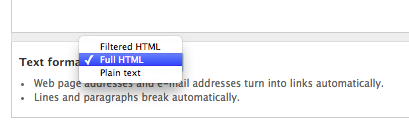 Filtered HTML
Text forma
✓ Full HTML
Plain text
• Web page addresses and e-mail addresses turn into links automatically.
• Lines and paragraphs break automatically.